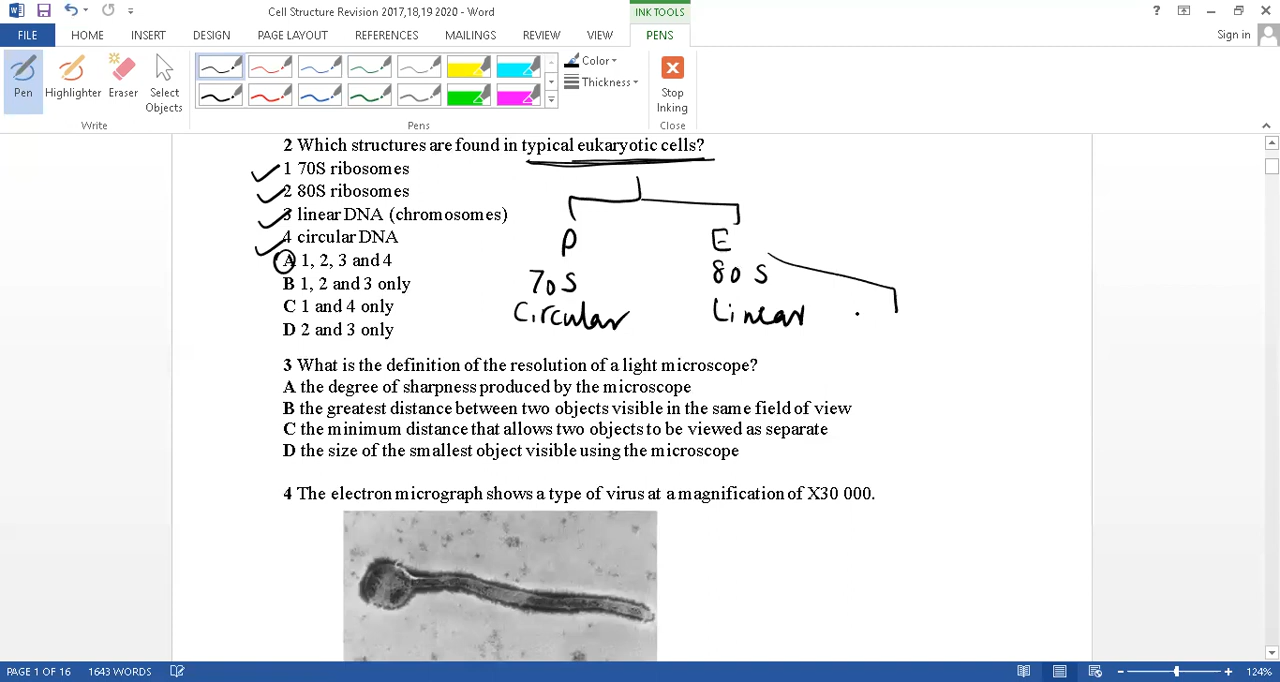 Cell Structure Revision 2017,18,19 2020 - Word
INK TOOLS
FILE HOME INSERT DESIGN PAGE LAYOUT REFERENCES MAILINGS REVIEW VIEW PENS
Sign in
Pen Highlighter Eraser Select Objects
Color
Thickness
Stop Inking
Write Pens Close
2 Which structures are found in typical eukaryotic cells?
1 70S ribosomes
2 80S ribosomes
3 linear DNA (chromosomes)
4 circular DNA
A 1, 2, 3 and 4
B 1, 2 and 3 only
C 1 and 4 only
D 2 and 3 only
P E
70S 80 S
Circular Linear
3 What is the definition of the resolution of a light microscope?
A the degree of sharpness produced by the microscope
B the greatest distance between two objects visible in the same field of view
C the minimum distance that allows two objects to be viewed as separate
D the size of the smallest object visible using the microscope
4 The electron micrograph shows a type of virus at a magnification of X30 000.
PAGE 1 OF 16 1643 WORDS
124%